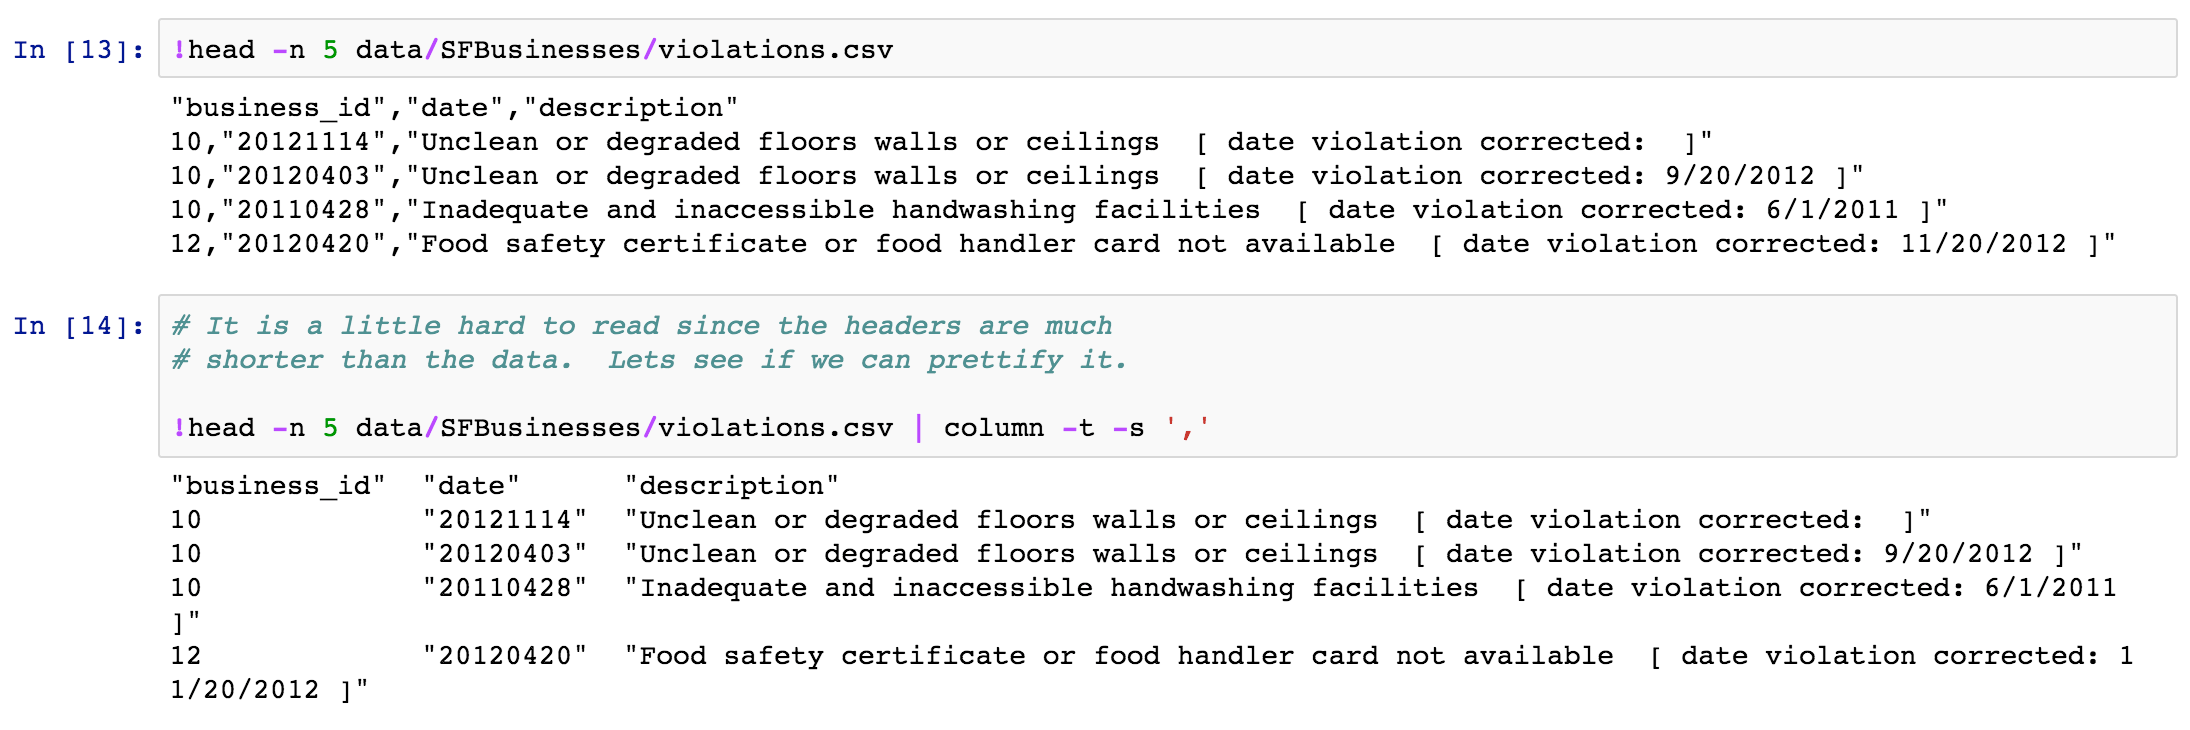 In [13]: !head -n 5 data/SFBusinesses/violations.csv
"business_id","date","description"
10,"20121114","Unclean or degraded floors walls or ceilings  [ date violation corrected:  ]"
10,"20120403","Unclean or degraded floors walls or ceilings  [ date violation corrected: 9/20/2012 ]"
10,"20110428","Inadequate and inaccessible handwashing facilities  [ date violation corrected: 6/1/2011 ]"
12,"20120420","Food safety certificate or food handler card not available  [ date violation corrected: 11/20/2012 ]"
In [14]: # It is a little hard to read since the headers are much
# shorter than the data.  Lets see if we can prettify it.
!head -n 5 data/SFBusinesses/violations.csv | column -t -s ','
"business_id"  "date"      "description"
10             "20121114"  "Unclean or degraded floors walls or ceilings  [ date violation corrected:  ]"
10             "20120403"  "Unclean or degraded floors walls or ceilings  [ date violation corrected: 9/20/2012 ]"
10             "20110428"  "Inadequate and inaccessible handwashing facilities  [ date violation corrected: 6/1/2011
]"
12             "20120420"  "Food safety certificate or food handler card not available  [ date violation corrected: 1
1/20/2012 ]"